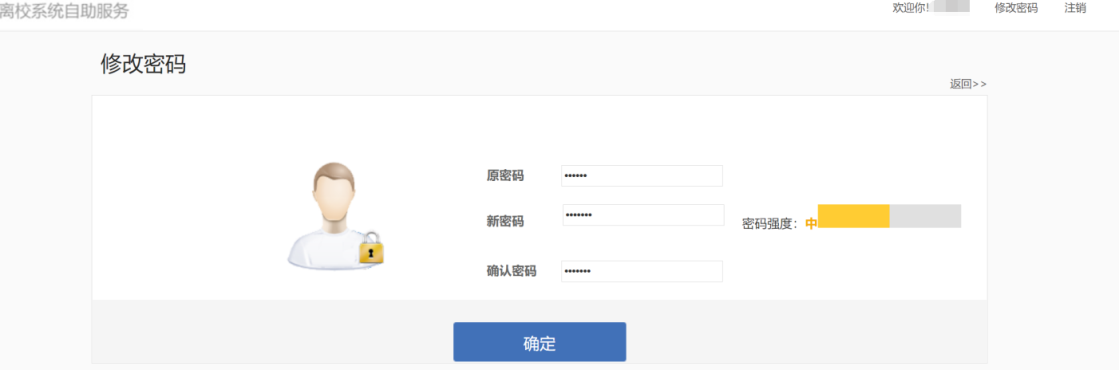 离校系统自助服务
欢迎你! 修改密码 注销
修改密码
返回>>
原密码 ••••••
新密码 ••••••• 密码强度：中
确认密码 •••••••
确定